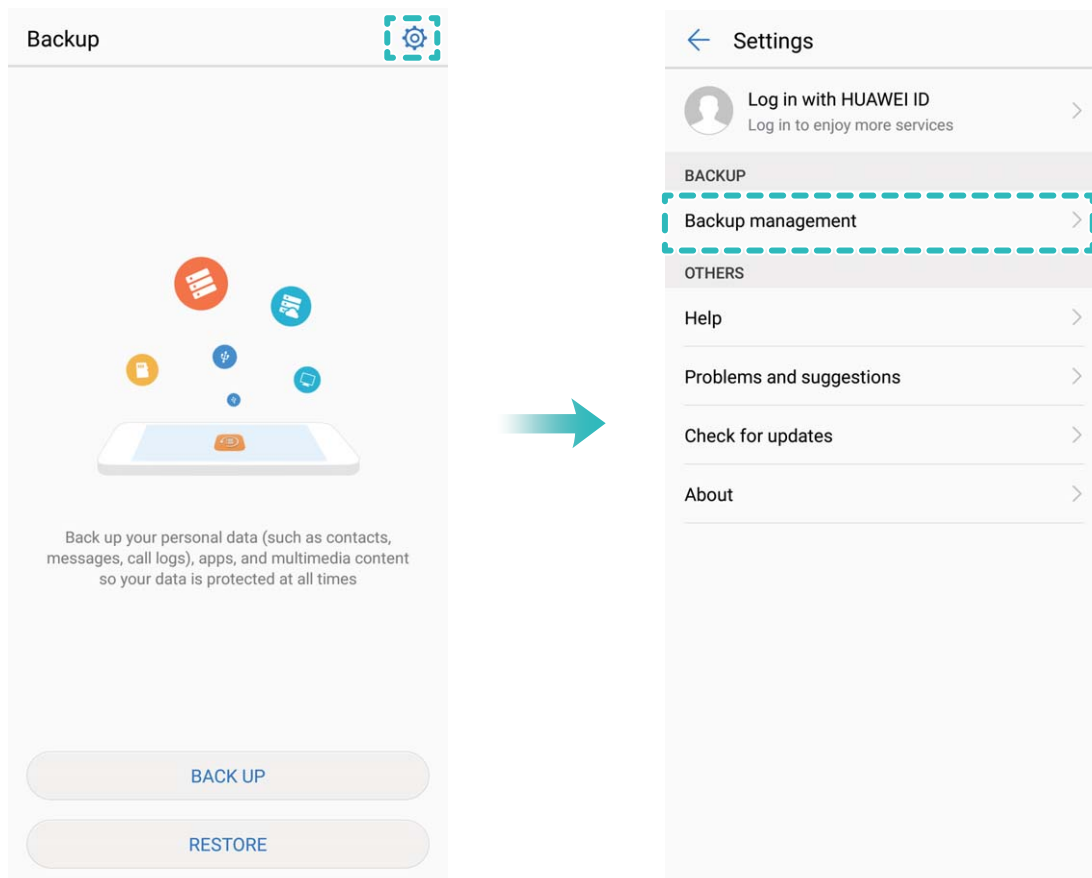 Backup
Back up your personal data (such as contacts,
messages, call logs), apps, and multimedia content
so your data is protected at all times
BACK UP
RESTORE
Settings
Log in with HUAWEI ID
Log in to enjoy more services
BACKUP
Backup management
OTHERS
Help
Problems and suggestions
Check for updates
About